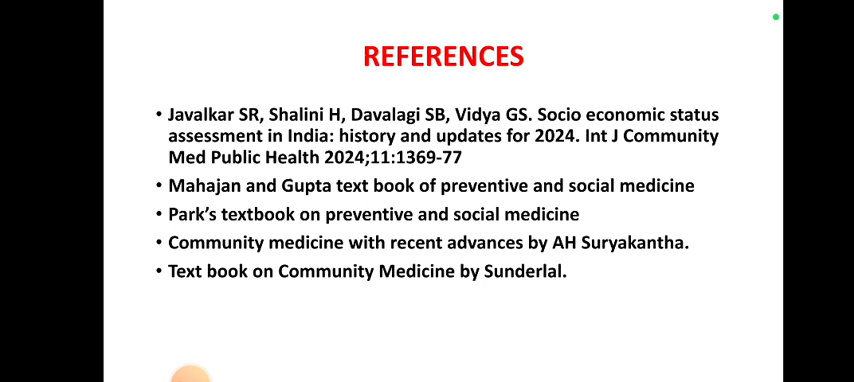 REFERENCES
• Javalkar SR, Shalini H, Davalagi SB, Vidya GS. Socio economic status
assessment in India: history and updates for 2024. Int J Community
Med Public Health 2024;11:1369-77
• Mahajan and Gupta text book of preventive and social medicine
• Park’s textbook on preventive and social medicine
• Community medicine with recent advances by AH Suryakantha.
• Text book on Community Medicine by Sunderlal.